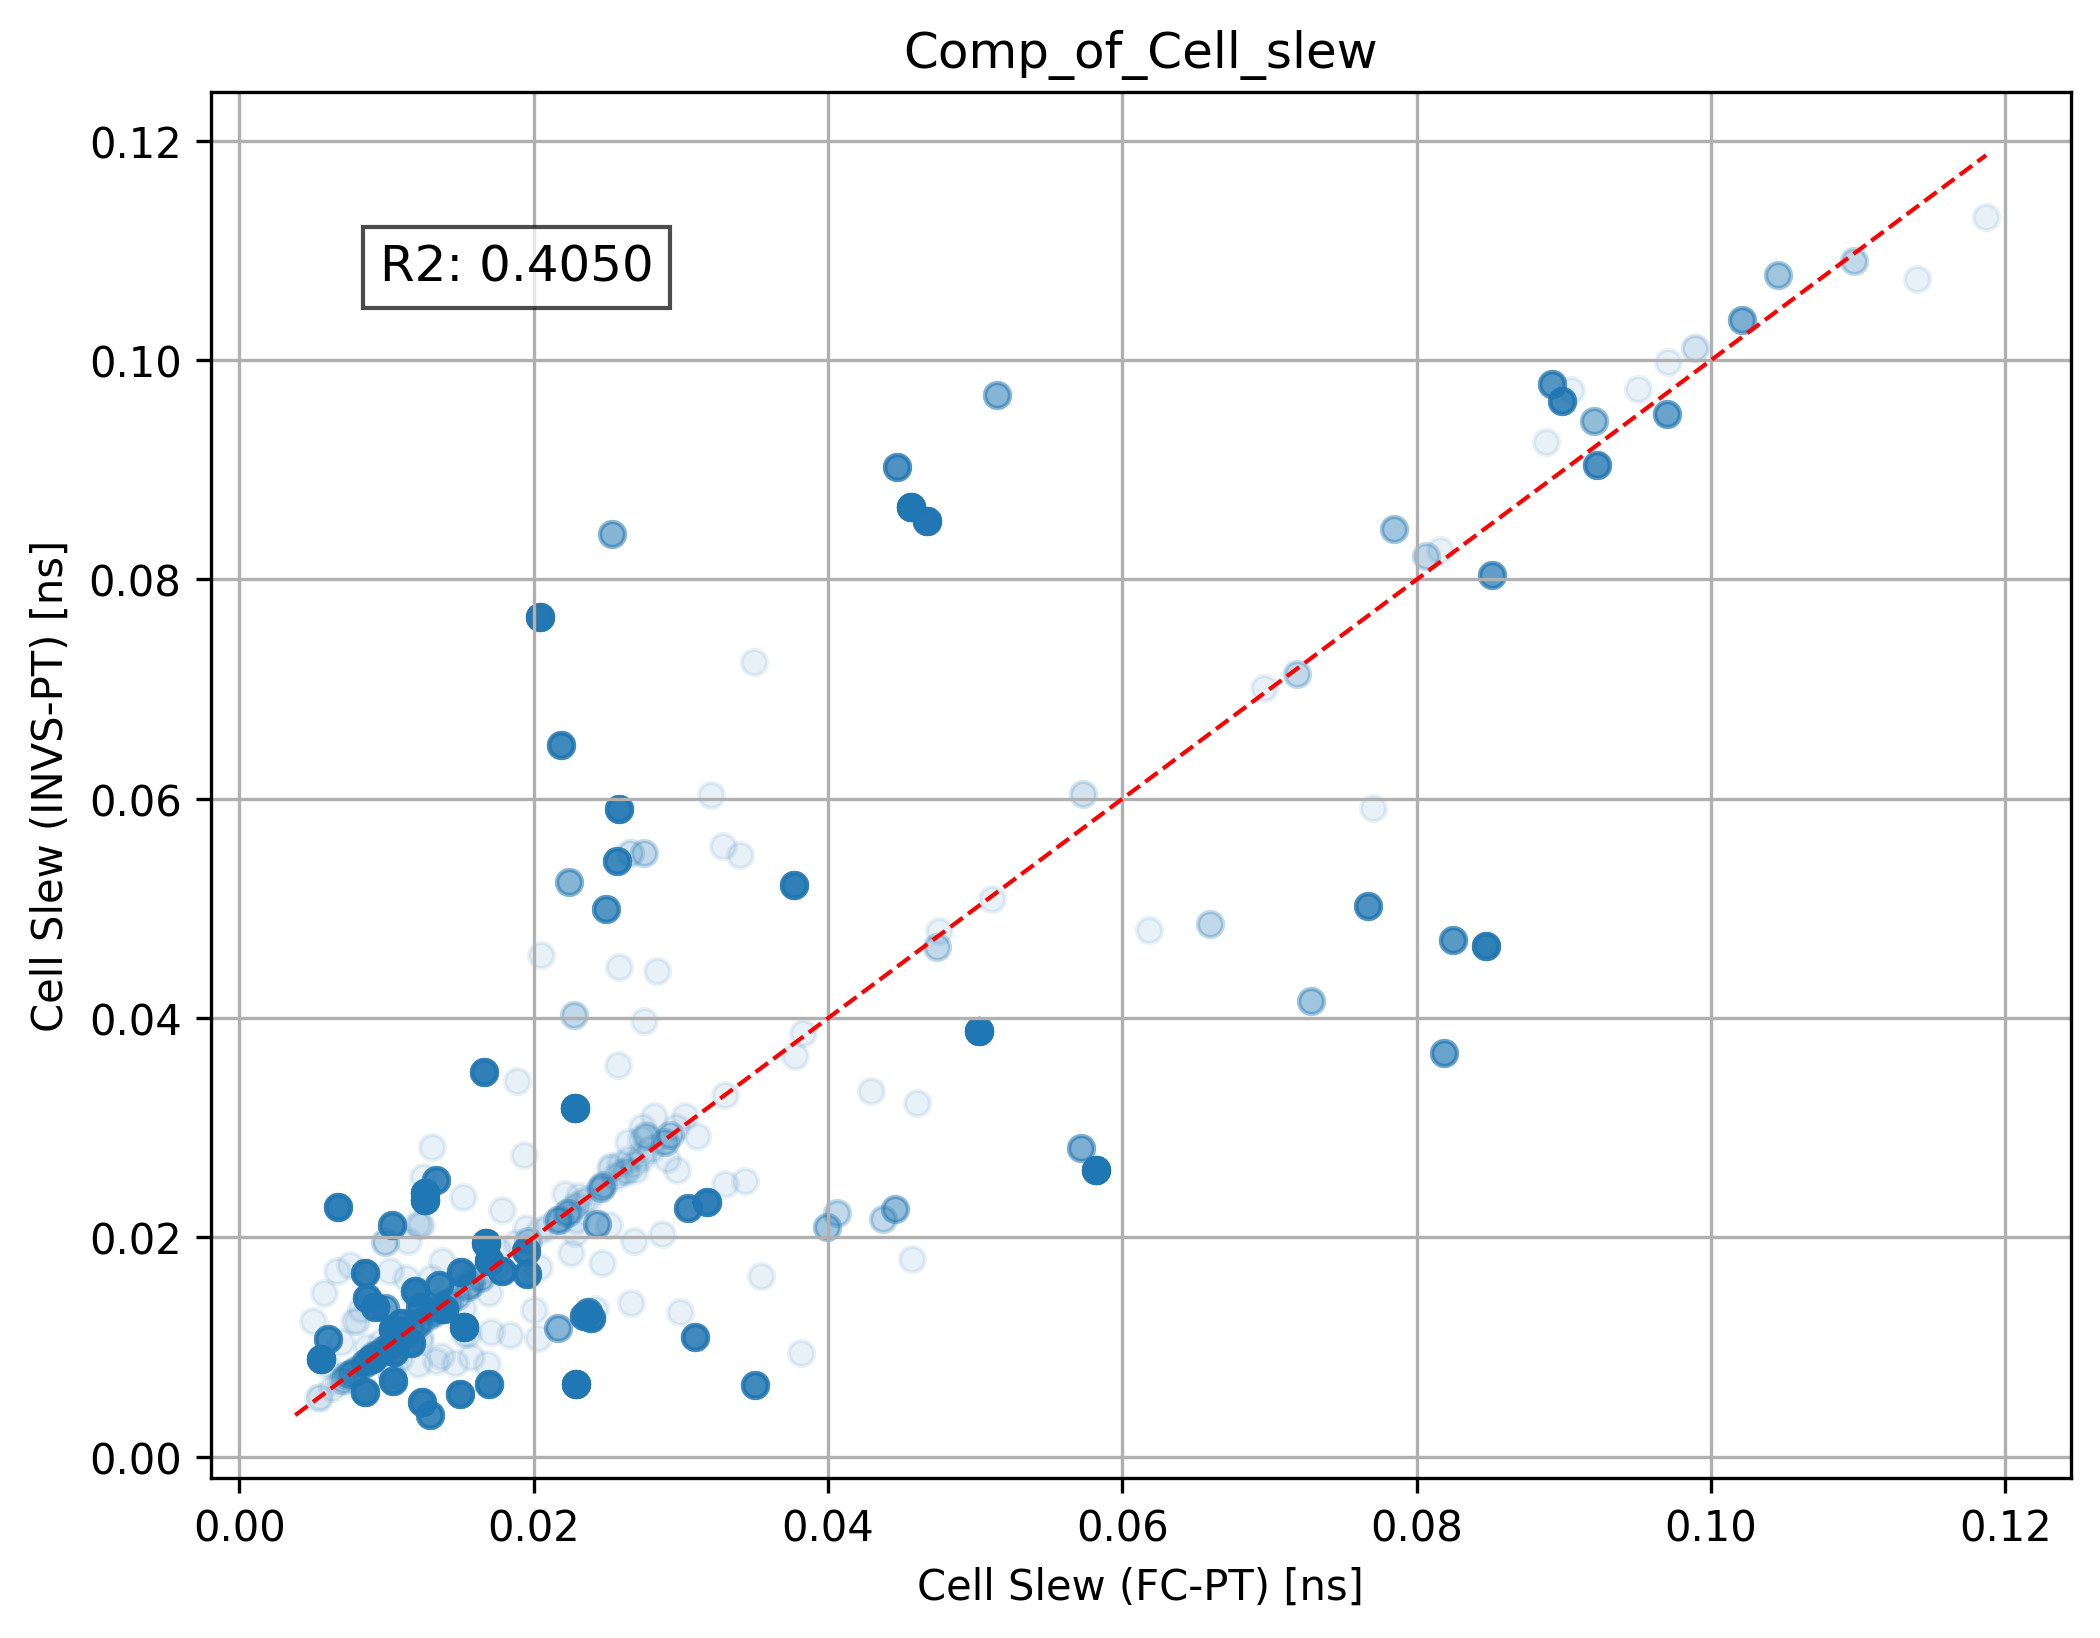 Comp_of_Cell_slew
R2: 0.4050
Cell Slew (INVS-PT) [ns]
0.12
0.10
0.08
0.06
0.04
0.02
0.00
0.00 0.02 0.04 0.06 0.08 0.10 0.12
Cell Slew (FC-PT) [ns]